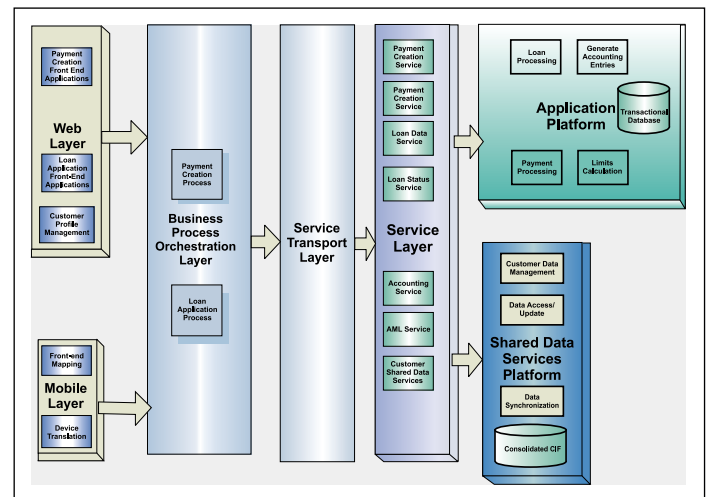 Payment
Creation
Front End
Applications
Web
Layer
Loan
Application
Front-End
Applications
Customer
Profile
Management
Front-end
Mapping
Mobile
Layer
Device
Translation
Payment
Creation
Process
Business
Process
Orchestration
Layer
Loan
Application
Process
Service
Transport
Layer
Payment
Creation
Service
Payment
Creation
Service
Loan Data
Service
Loan Status
Service
Service
Layer
Accounting
Service
AML Service
Customer
Shared Data
Services
Loan
Processing
Generate
Accounting
Entries
Application
Platform
Transactional
Database
Payment
Processing
Limits
Calculation
Customer Data
Management
Data Access/
Update
Shared Data
Services
Platform
Data
Synchronization
Consolidated CIF